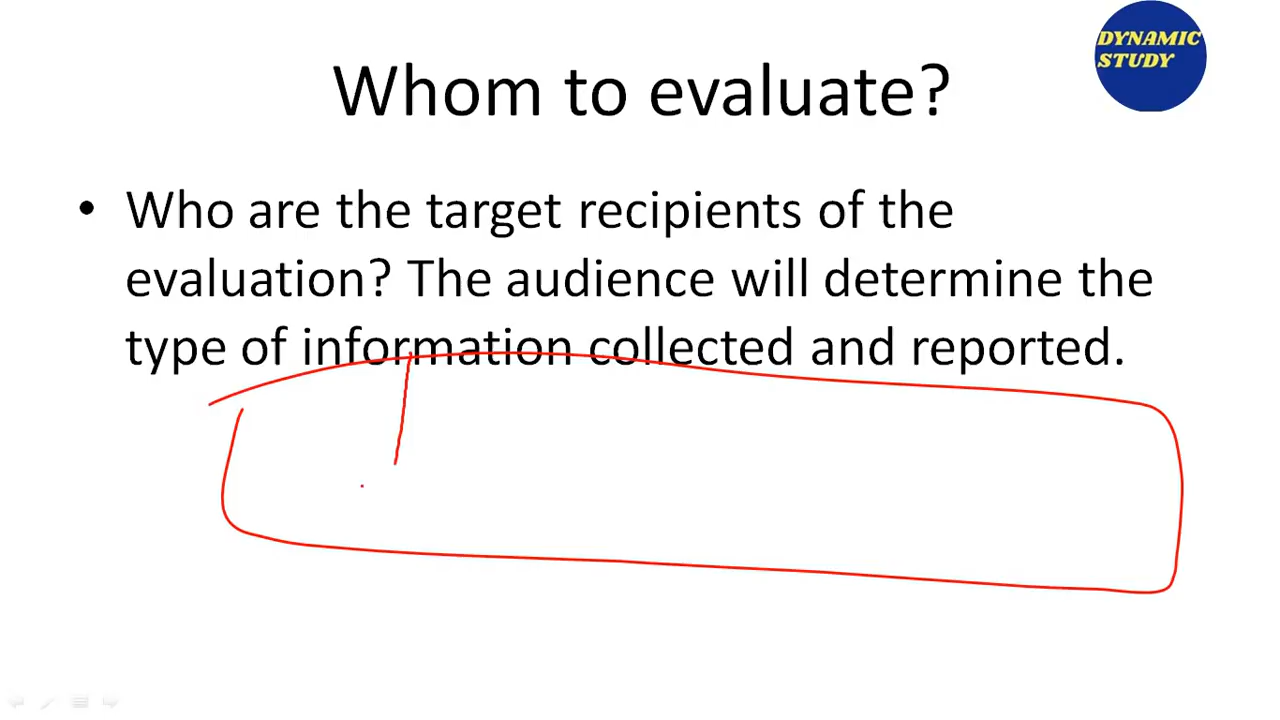 DYNAMIC
STUDY
Whom to evaluate?
• Who are the target recipients of the
evaluation? The audience will determine the
type of information collected and reported.